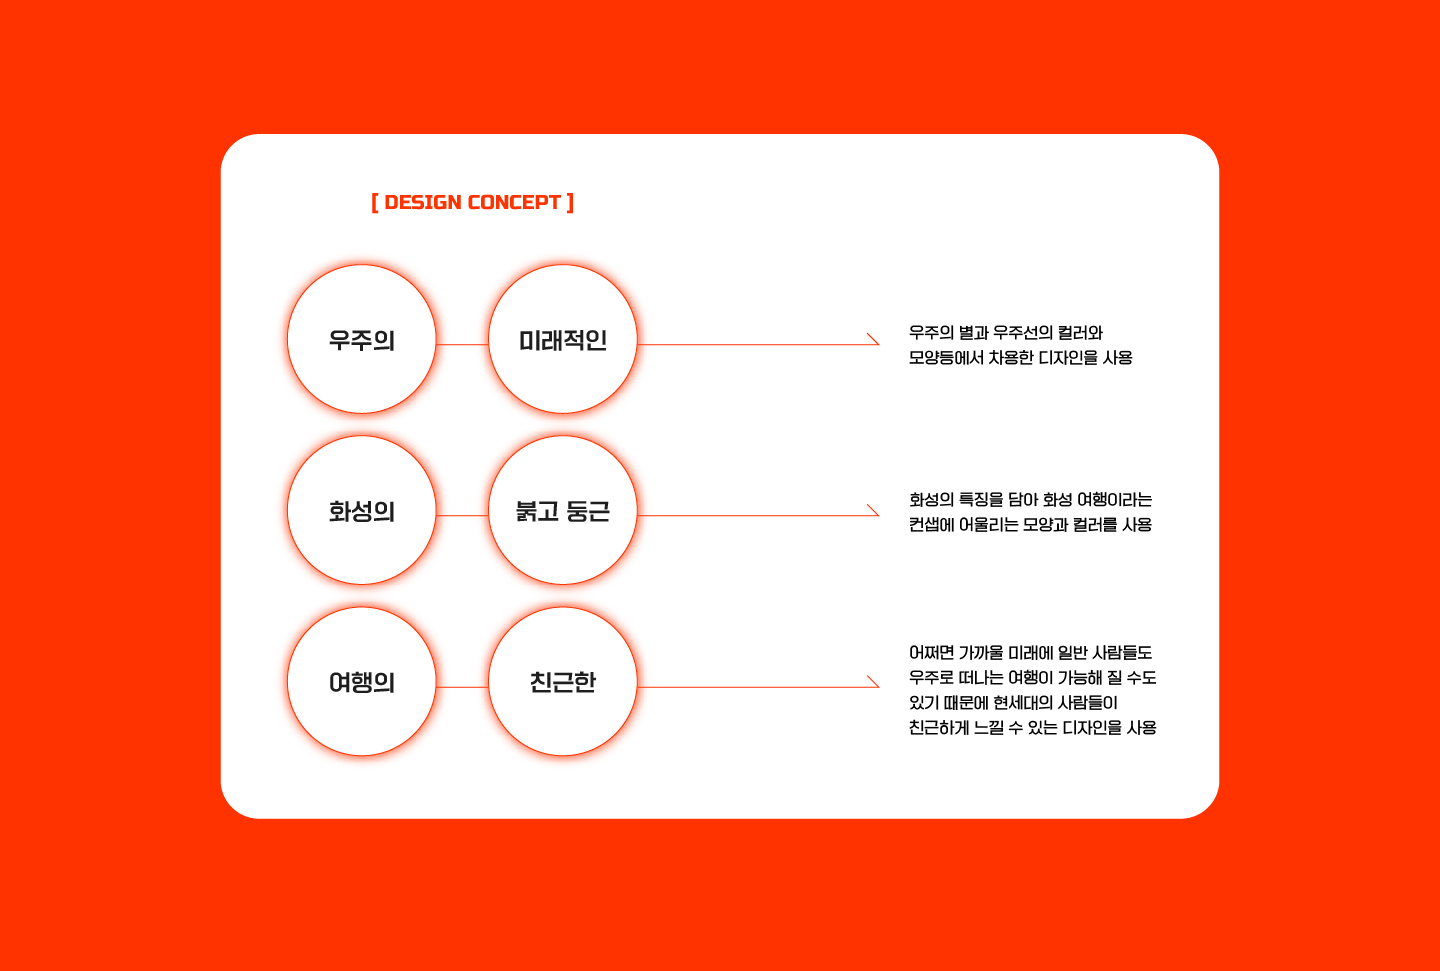 [ DESIGN CONCEPT ]
우주의
미래적인
우주의 별과 우주선의 컬러와
모양등에서 차용한 디자인을 사용
화성의
붉고 둥근
화성의 특징을 담아 화성 여행이라는
컨샙에 어울리는 모양과 컬러를 사용
여행의
친근한
어쩌면 가까울 미래에 일반 사람들도
우주로 떠나는 여행이 가능해 질 수도
있기 때문에 현세대의 사람들이
친근하게 느낄 수 있는 디자인을 사용